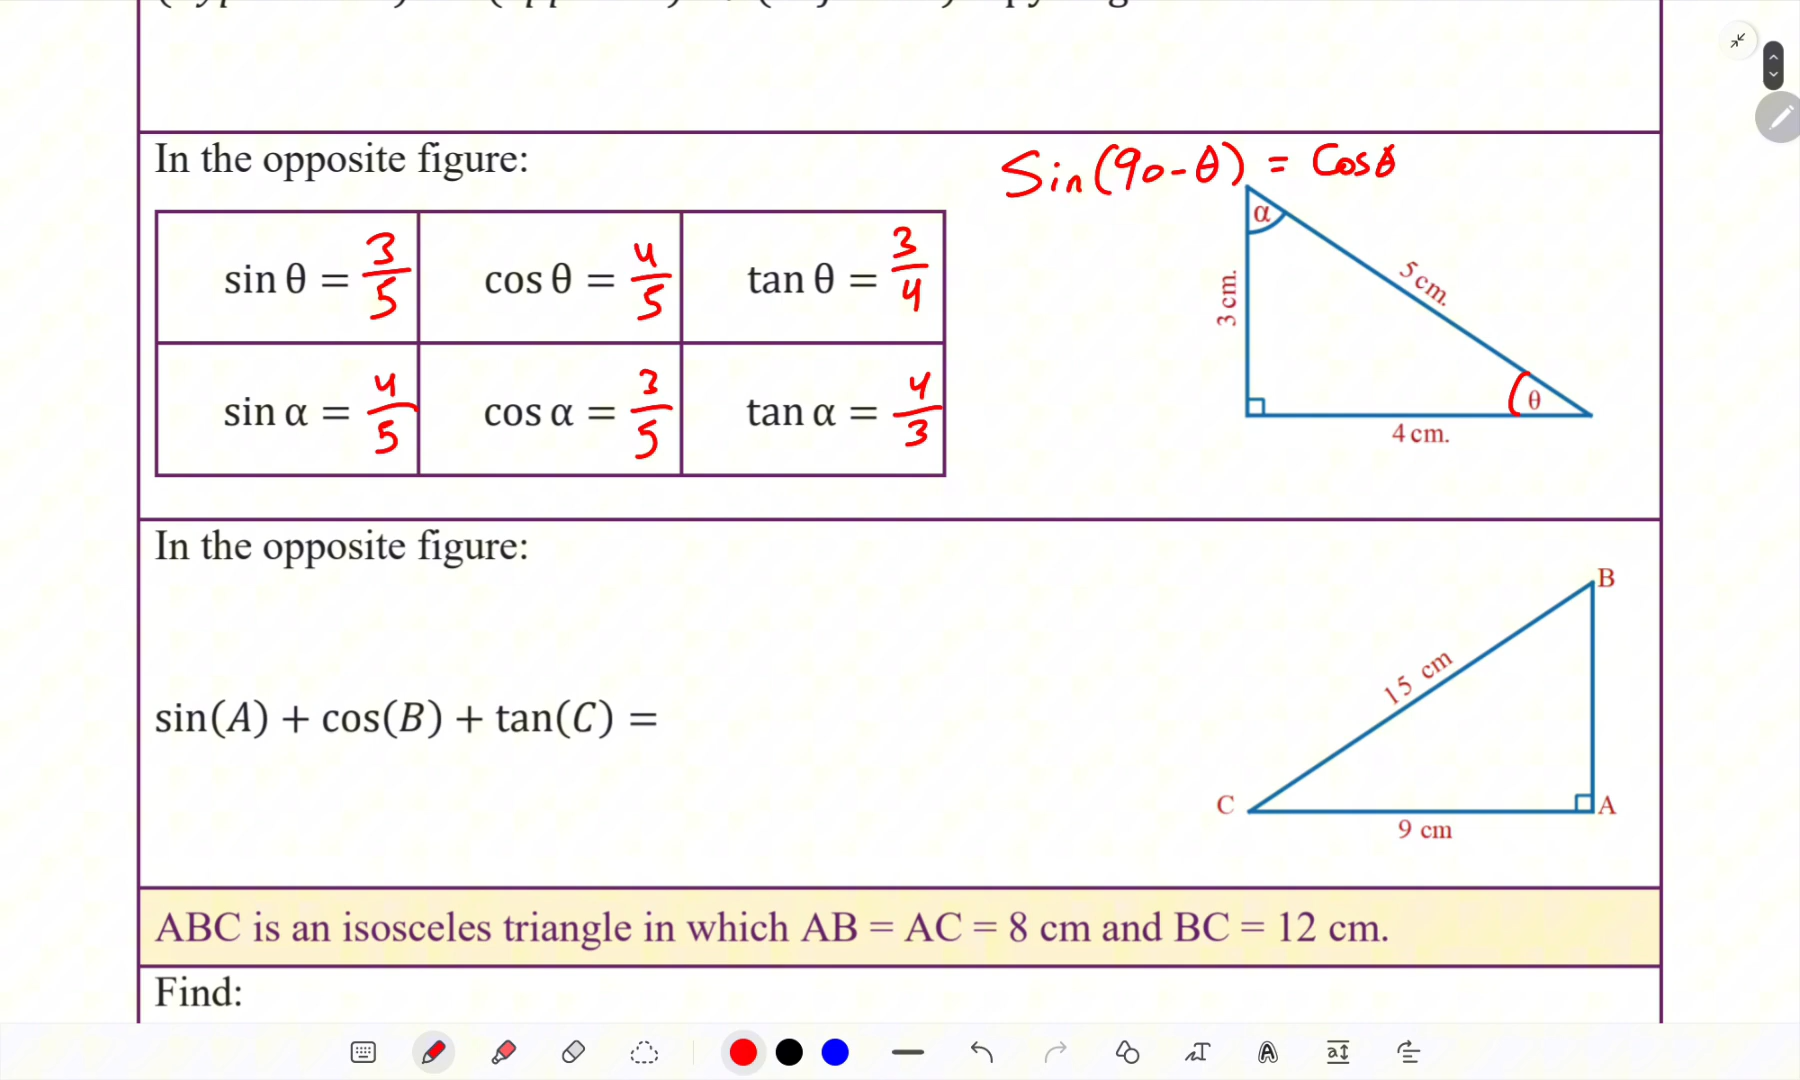 In the opposite figure:
Sin(90-θ) = Cosθ
sin θ = 3/5 cos θ = 4/5 tan θ = 3/4
sin α = 4/5 cos α = 3/5 tan α = 4/3
α
3 cm.
5 cm.
θ
4 cm.
In the opposite figure:
sin(A) + cos(B) + tan(C) =
B
15 cm
C
A
9 cm
ABC is an isosceles triangle in which AB = AC = 8 cm and BC = 12 cm.
Find: